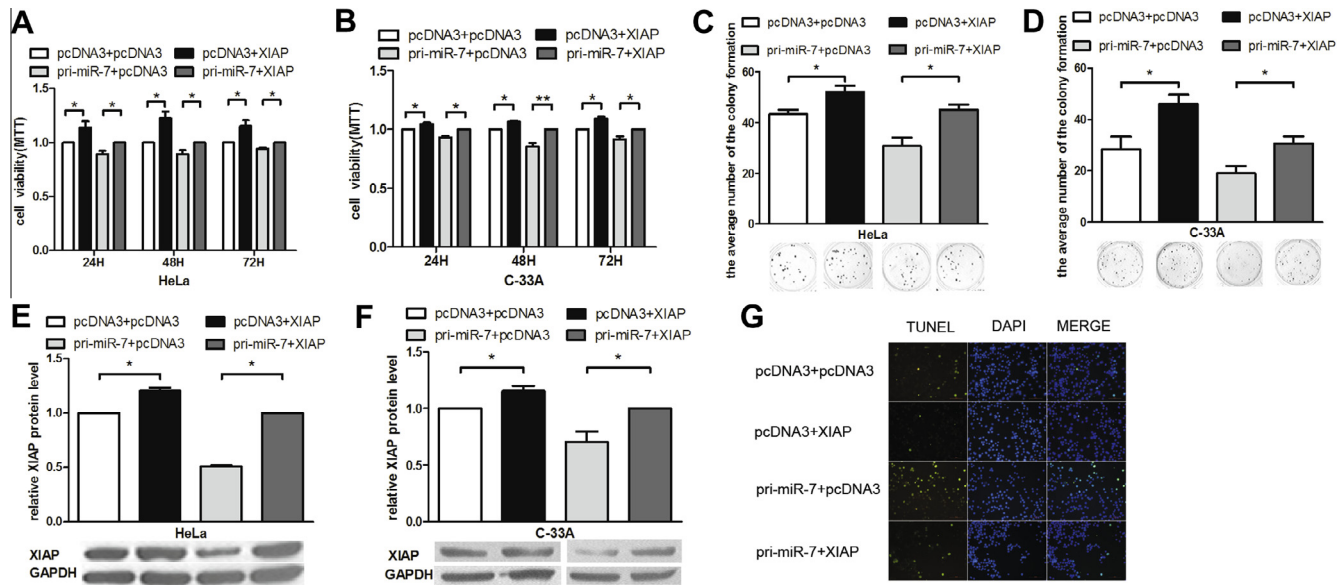 A
pcDNA3+pcDNA3 pcDNA3+XIAP
pri-miR-7+pcDNA3 pri-miR-7+XIAP
cell viability(MTT)
1.5
1.0
0.5
0.0
* * * * * *
24H 48H 72H
HeLa
B
pcDNA3+pcDNA3 pcDNA3+XIAP
pri-miR-7+pcDNA3 pri-miR-7+XIAP
cell viability(MTT)
1.5
1.0
0.5
0.0
* * * ** * *
24H 48H 72H
C-33A
C
pcDNA3+pcDNA3 pcDNA3+XIAP
pri-miR-7+pcDNA3 pri-miR-7+XIAP
the average number of the colony formation
60
40
20
0
* *
HeLa
D
pcDNA3+pcDNA3 pcDNA3+XIAP
pri-miR-7+pcDNA3 pri-miR-7+XIAP
the average number of the colony formation
60
40
20
0
* *
C-33A
E
pcDNA3+pcDNA3 pcDNA3+XIAP
pri-miR-7+pcDNA3 pri-miR-7+XIAP
relative XIAP protein level
1.5
1.0
0.5
0.0
* *
HeLa
XIAP
GAPDH
F
pcDNA3+pcDNA3 pcDNA3+XIAP
pri-miR-7+pcDNA3 pri-miR-7+XIAP
relative XIAP protein level
1.5
1.0
0.5
0.0
* *
C-33A
XIAP
GAPDH
G
TUNEL DAPI MERGE
pcDNA3+pcDNA3
pcDNA3+XIAP
pri-miR-7+pcDNA3
pri-miR-7+XIAP